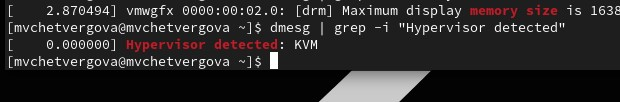 [    2.870494] vmwgfx 0000:00:02.0: [drm] Maximum display memory size is 1638
[mvchetvergova@mvchetvergova ~]$ dmesg | grep -i "Hypervisor detected"
[    0.000000] Hypervisor detected: KVM
[mvchetvergova@mvchetvergova ~]$